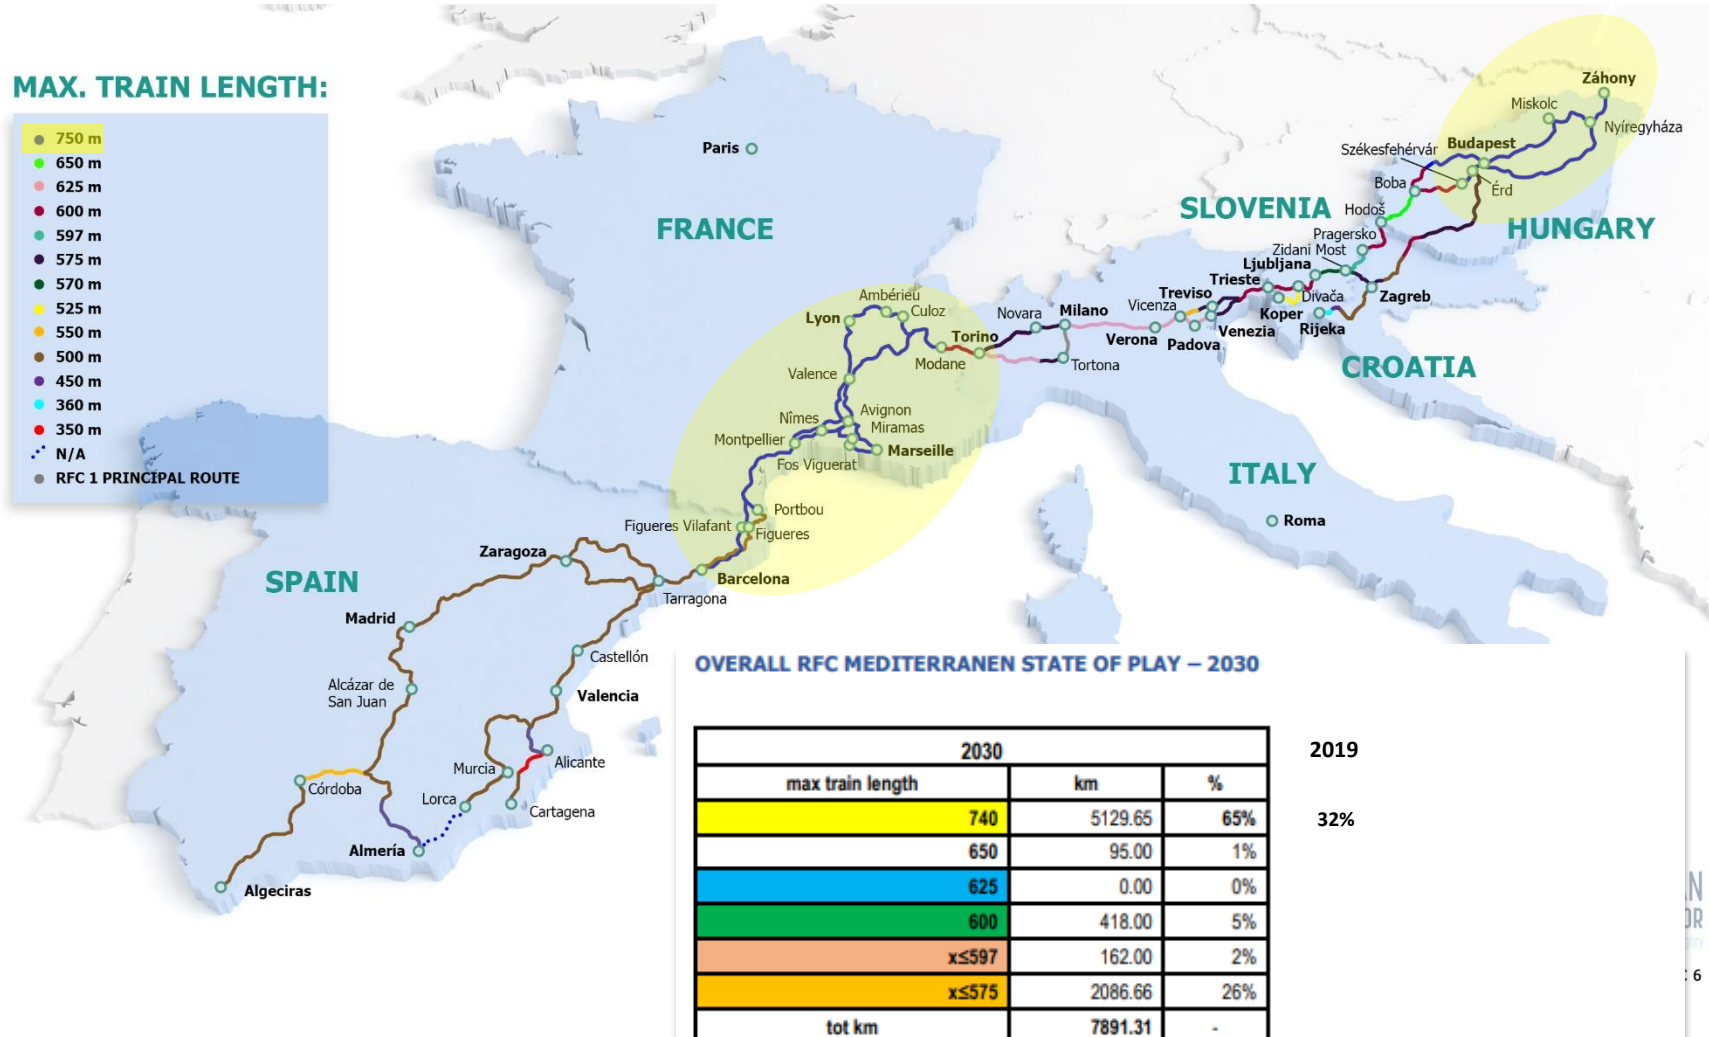 MAX. TRAIN LENGTH:
750 m
650 m
625 m
600 m
597 m
575 m
570 m
525 m
550 m
500 m
450 m
360 m
350 m
N/A
RFC 1 PRINCIPAL ROUTE
Paris
FRANCE
SLOVENIA
HUNGARY
CROATIA
ITALY
SPAIN
Záhony
Miskolc
Nyíregyháza
Budapest
Székesfehérvár
Érd
Boba
Hodoš
Pragersko
Zidani Most
Ljubljana
Trieste
Divača
Zagreb
Koper
Rijeka
Treviso
Vicenza
Venezia
Padova
Verona
Milano
Novara
Tortona
Torino
Modane
Ambérieu
Culoz
Lyon
Valence
Avignon
Miramas
Nîmes
Montpellier
Marseille
Fos Viguerat
Portbou
Figueres Vilafant
Figueres
Barcelona
Tarragona
Zaragoza
Madrid
Castellón
Alcázar de
San Juan
Valencia
Alicante
Murcia
Lorca
Cartagena
Córdoba
Almería
Algeciras
Roma
OVERALL RFC MEDITERRANEN STATE OF PLAY – 2030
2030 2019
max train length km %
740 5129.65 65% 32%
650 95.00 1%
625 0.00 0%
600 418.00 5%
x≤597 162.00 2%
x≤575 2086.66 26%
tot km 7891.31 -